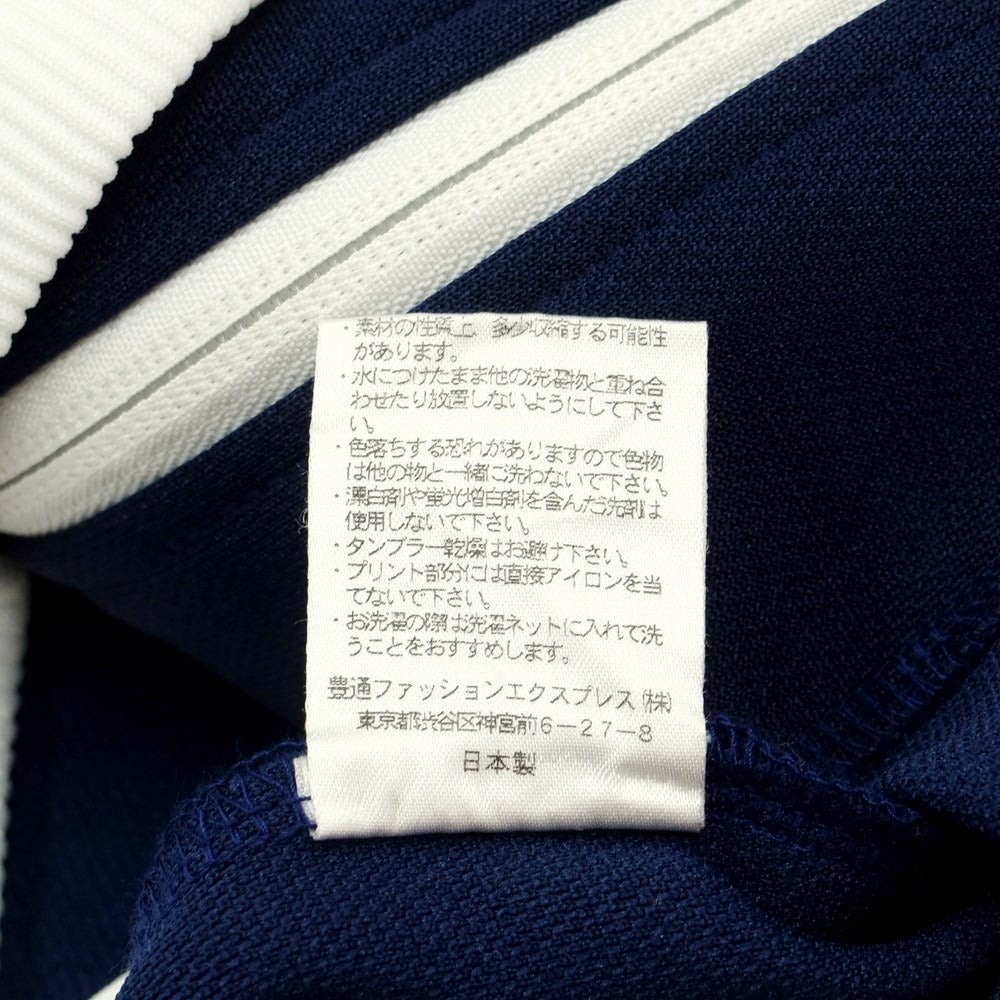 ・素材の性質上 多少収縮する可能性
があります。
・水につけたまま他の洗濯物と重ね合
わせたり放置しないようにして下さ
い。
・色落ちする恐れがありますので色物
は他の物と一緒に洗わないで下さい。
・漂白剤や蛍光増白剤を含んだ洗剤は
使用しないで下さい。
・タンブラー乾燥はお避け下さい。
・プリント部分には直接アイロンを当
てないで下さい。
・お洗濯の際は洗濯ネットに入れて洗
うことをおすすめします。
豊通ファッションエクスプレス(株)
東京都渋谷区神宮前6-27-8
日本製